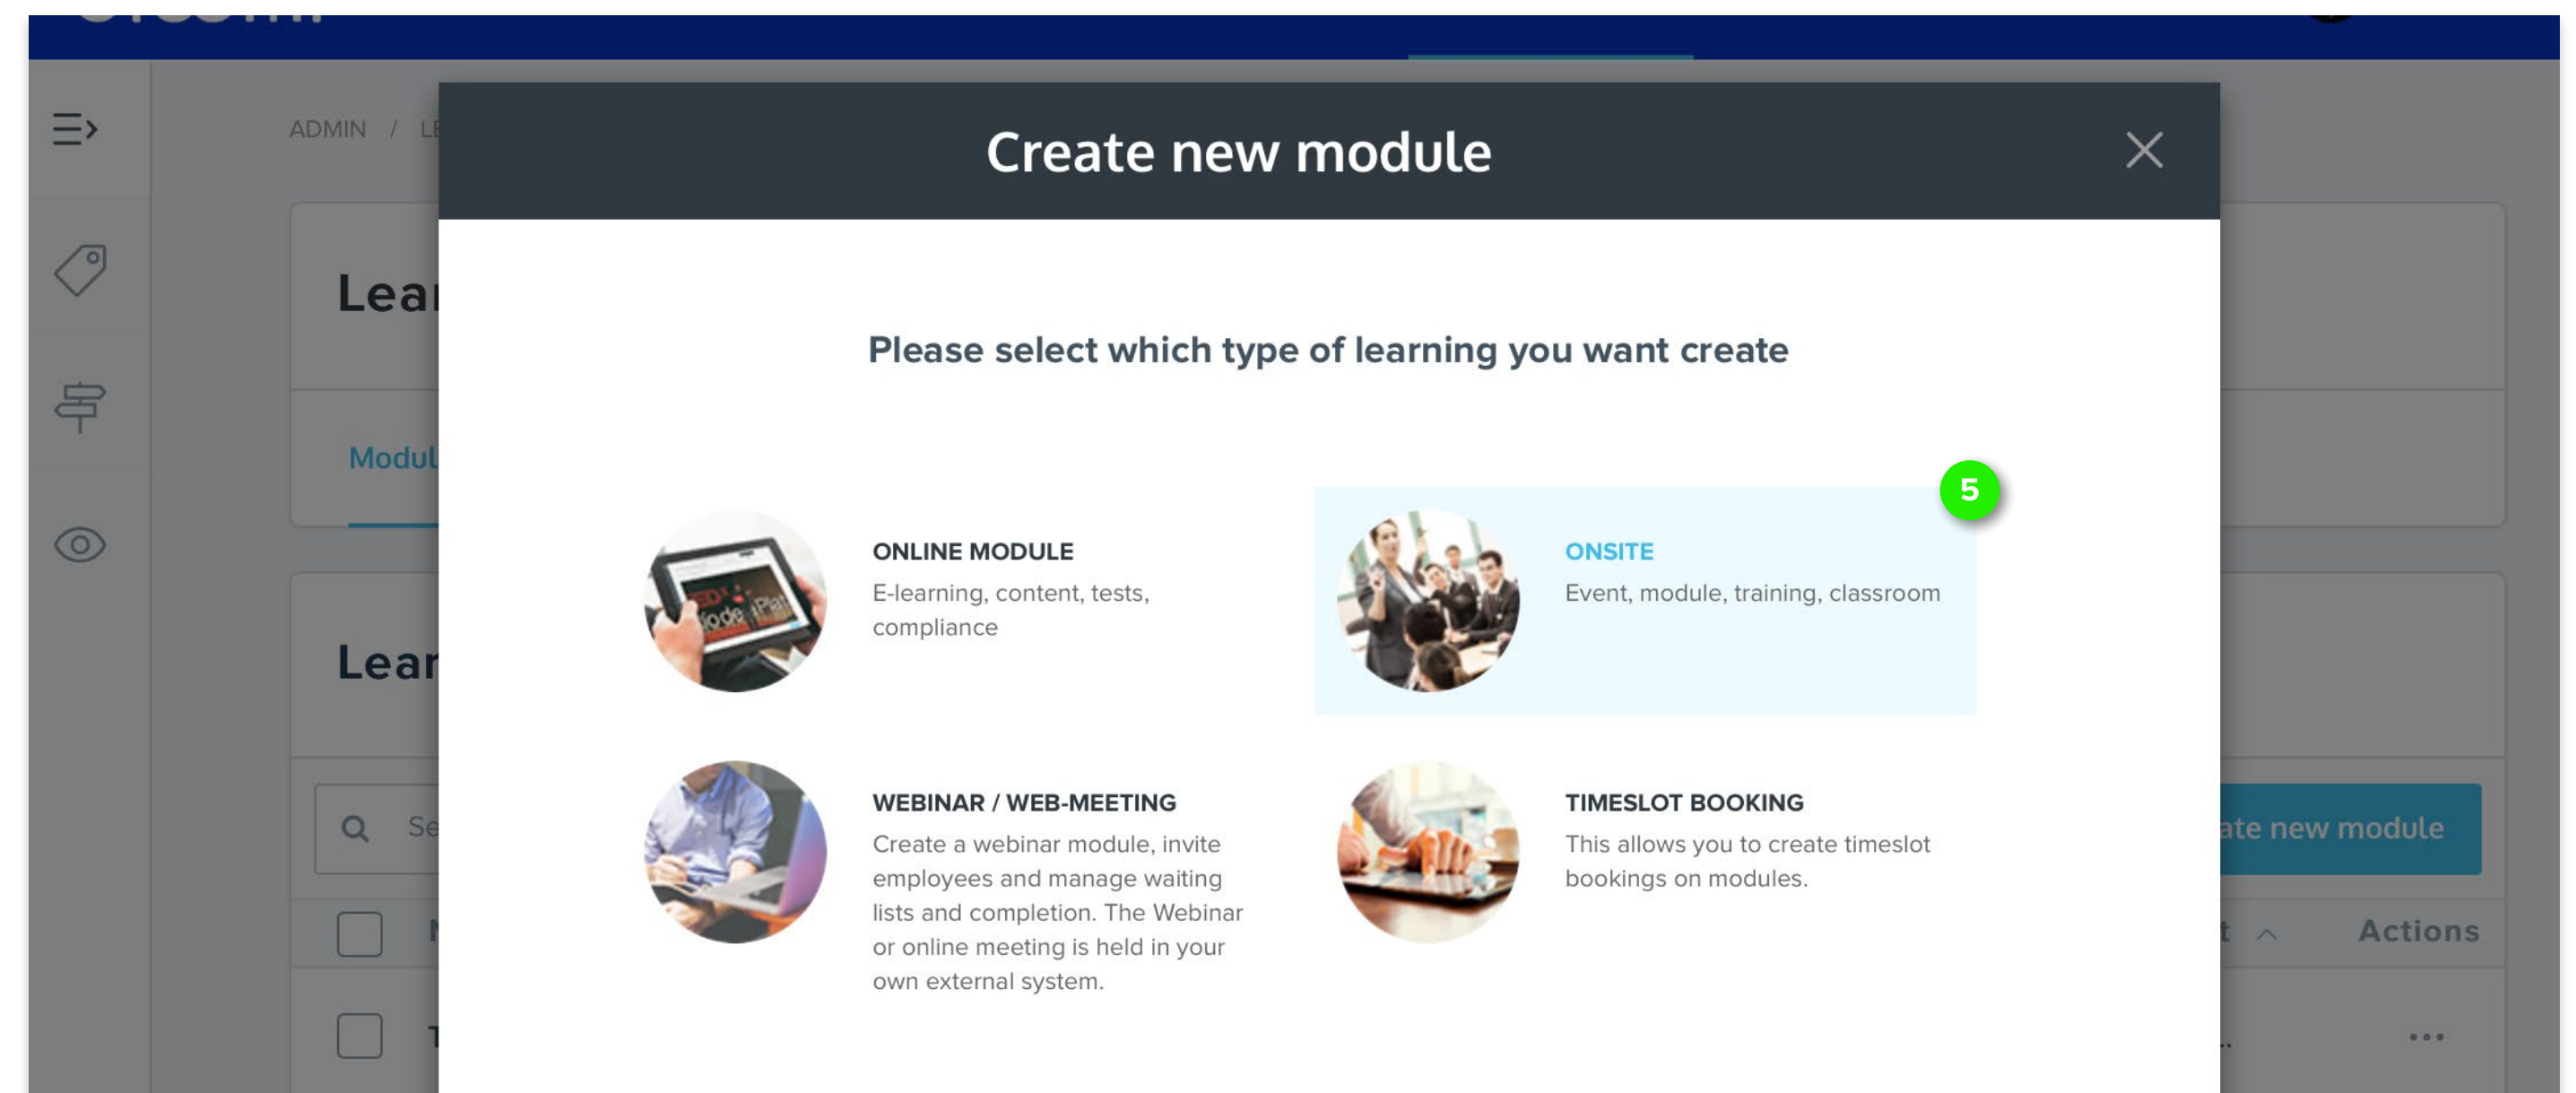 ADMIN /
Create new module
Please select which type of learning you want create
5
ONLINE MODULE
E-learning, content, tests,
compliance
ONSITE
Event, module, training, classroom
WEBINAR / WEB-MEETING
Create a webinar module, invite
employees and manage waiting
lists and completion. The Webinar
or online meeting is held in your
own external system.
TIMESLOT BOOKING
This allows you to create timeslot
bookings on modules.
new module
Actions